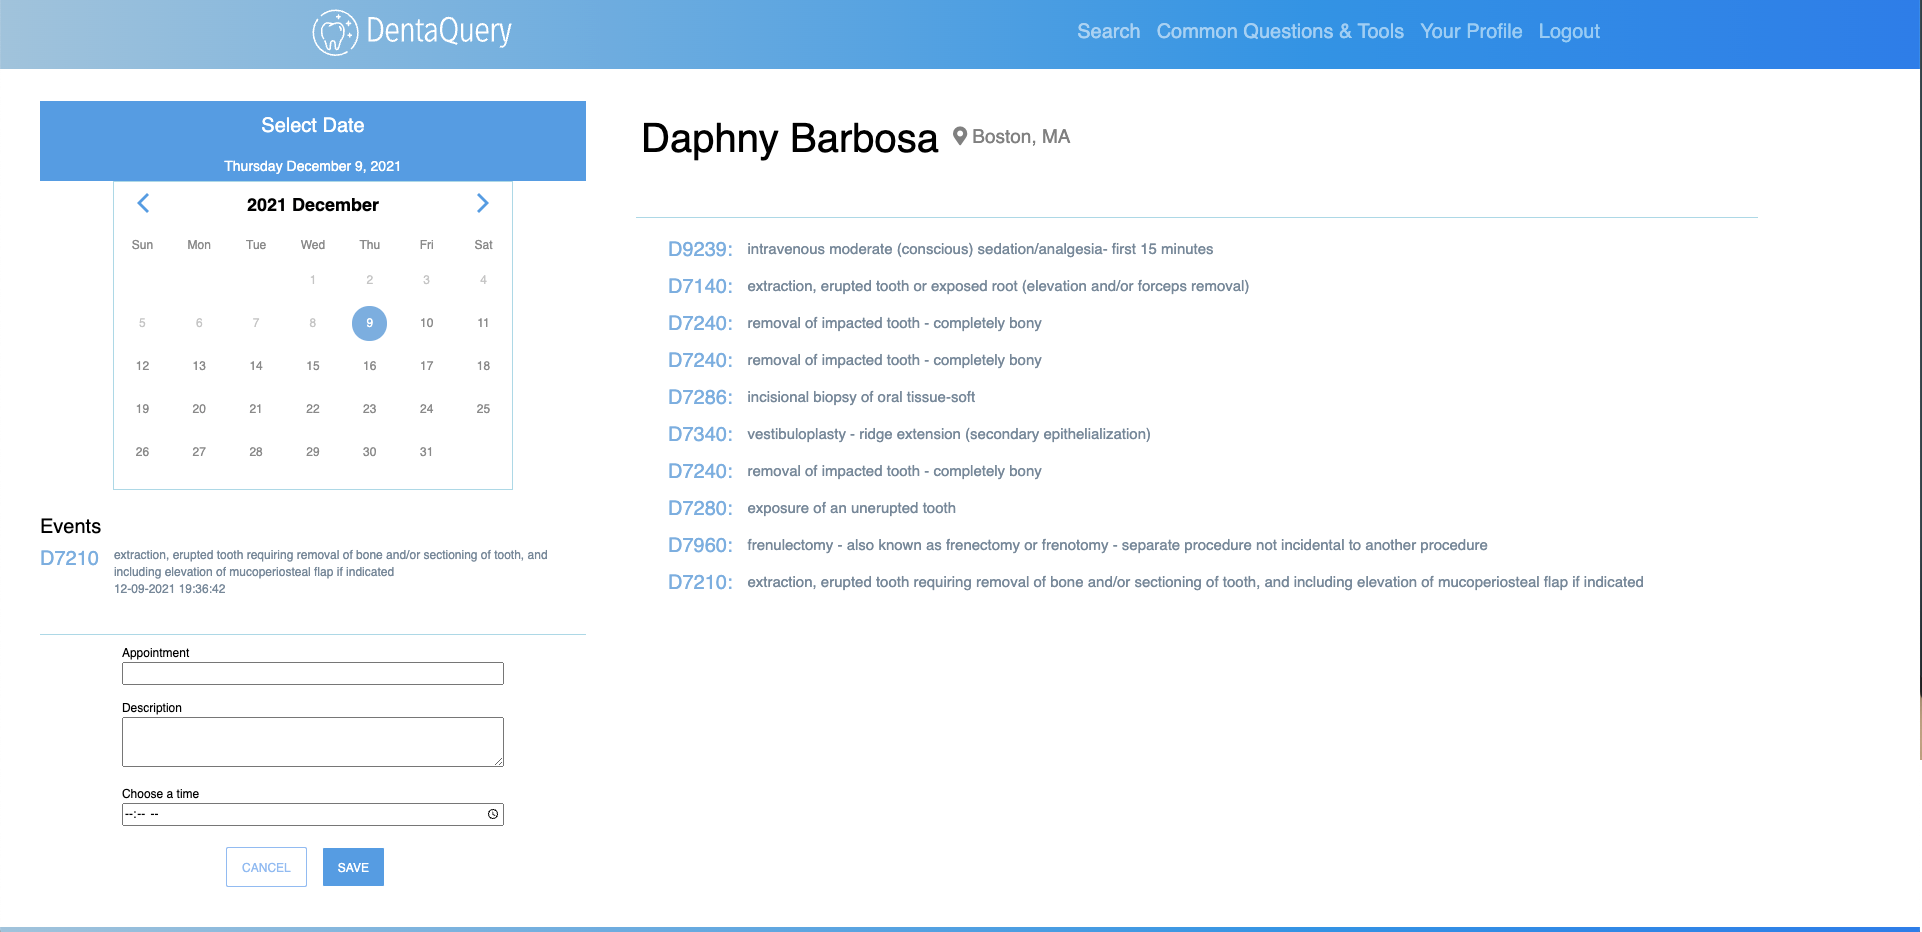 DentaQuery
Search Common Questions & Tools Your Profile Logout
Select Date
Thursday December 9, 2021
2021 December
Sun Mon Tue Wed Thu Fri Sat
1 2 3 4
5 6 7 8 9 10 11
12 13 14 15 16 17 18
19 20 21 22 23 24 25
26 27 28 29 30 31
Events
D7210 extraction, erupted tooth requiring removal of bone and/or sectioning of tooth, and
including elevation of mucoperiosteal flap if indicated
12-09-2021 19:36:42
Appointment
Description
Choose a time
--:-- --
CANCEL SAVE
Daphny Barbosa Boston, MA
D9239: intravenous moderate (conscious) sedation/analgesia- first 15 minutes
D7140: extraction, erupted tooth or exposed root (elevation and/or forceps removal)
D7240: removal of impacted tooth - completely bony
D7240: removal of impacted tooth - completely bony
D7286: incisional biopsy of oral tissue-soft
D7340: vestibuloplasty - ridge extension (secondary epithelialization)
D7240: removal of impacted tooth - completely bony
D7280: exposure of an unerupted tooth
D7960: frenulectomy - also known as frenectomy or frenotomy - separate procedure not incidental to another procedure
D7210: extraction, erupted tooth requiring removal of bone and/or sectioning of tooth, and including elevation of mucoperiosteal flap if indicated